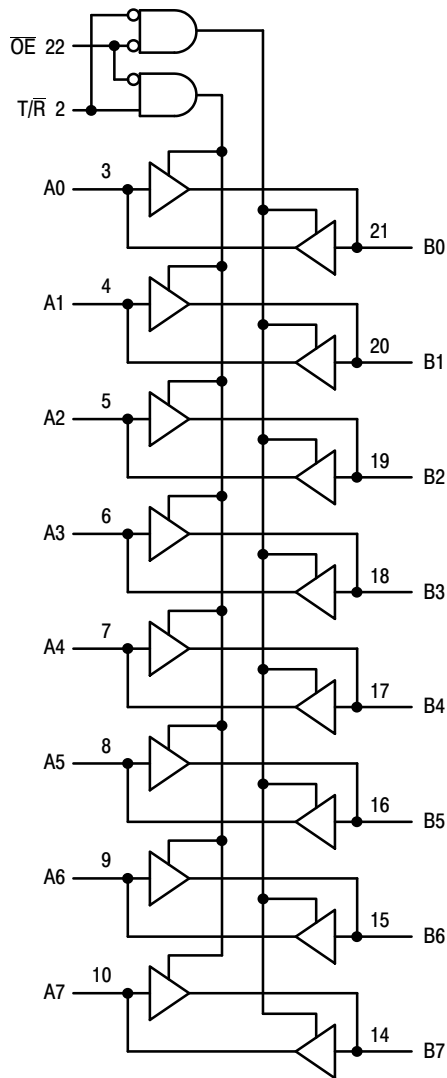 O̅E̅ 22
T/R̅ 2
A0 3
21 B0
A1 4
20 B1
A2 5
19 B2
A3 6
18 B3
A4 7
17 B4
A5 8
16 B5
A6 9
15 B6
A7 10
14 B7